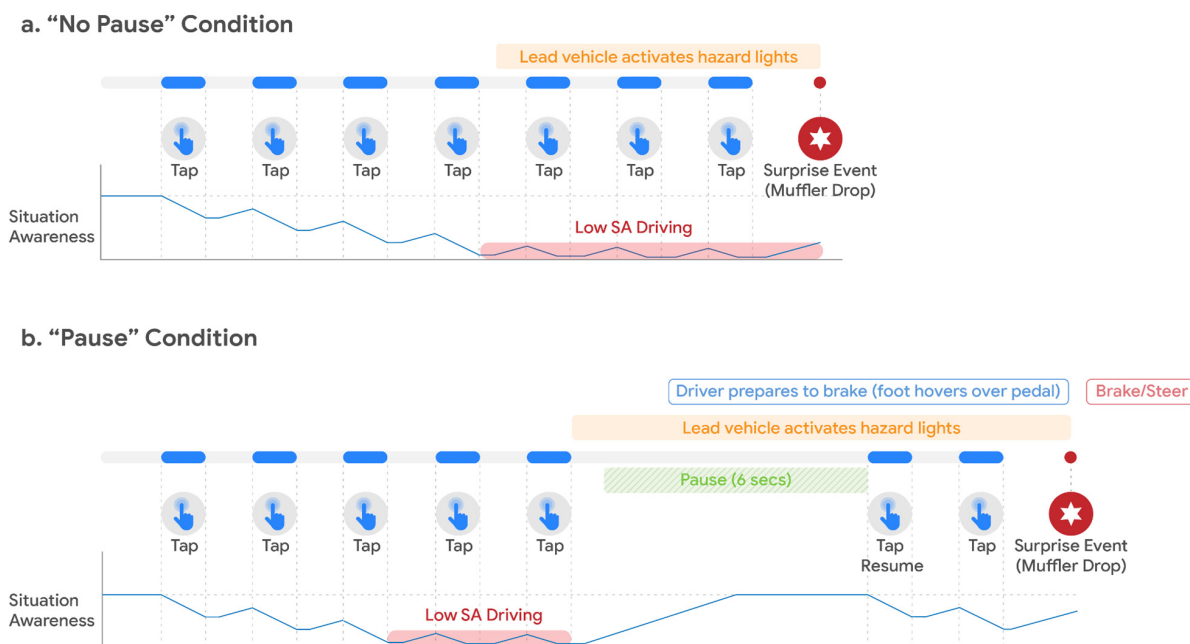 a. “No Pause” Condition
Lead vehicle activates hazard lights
Tap Tap Tap Tap Tap Tap Tap Surprise Event
(Muffler Drop)
Situation
Awareness
Low SA Driving
b. “Pause” Condition
Driver prepares to brake (foot hovers over pedal) Brake/Steer
Lead vehicle activates hazard lights
Pause (6 secs)
Tap Tap Tap Tap Tap Tap Tap Surprise Event
Resume (Muffler Drop)
Situation
Awareness
Low SA Driving